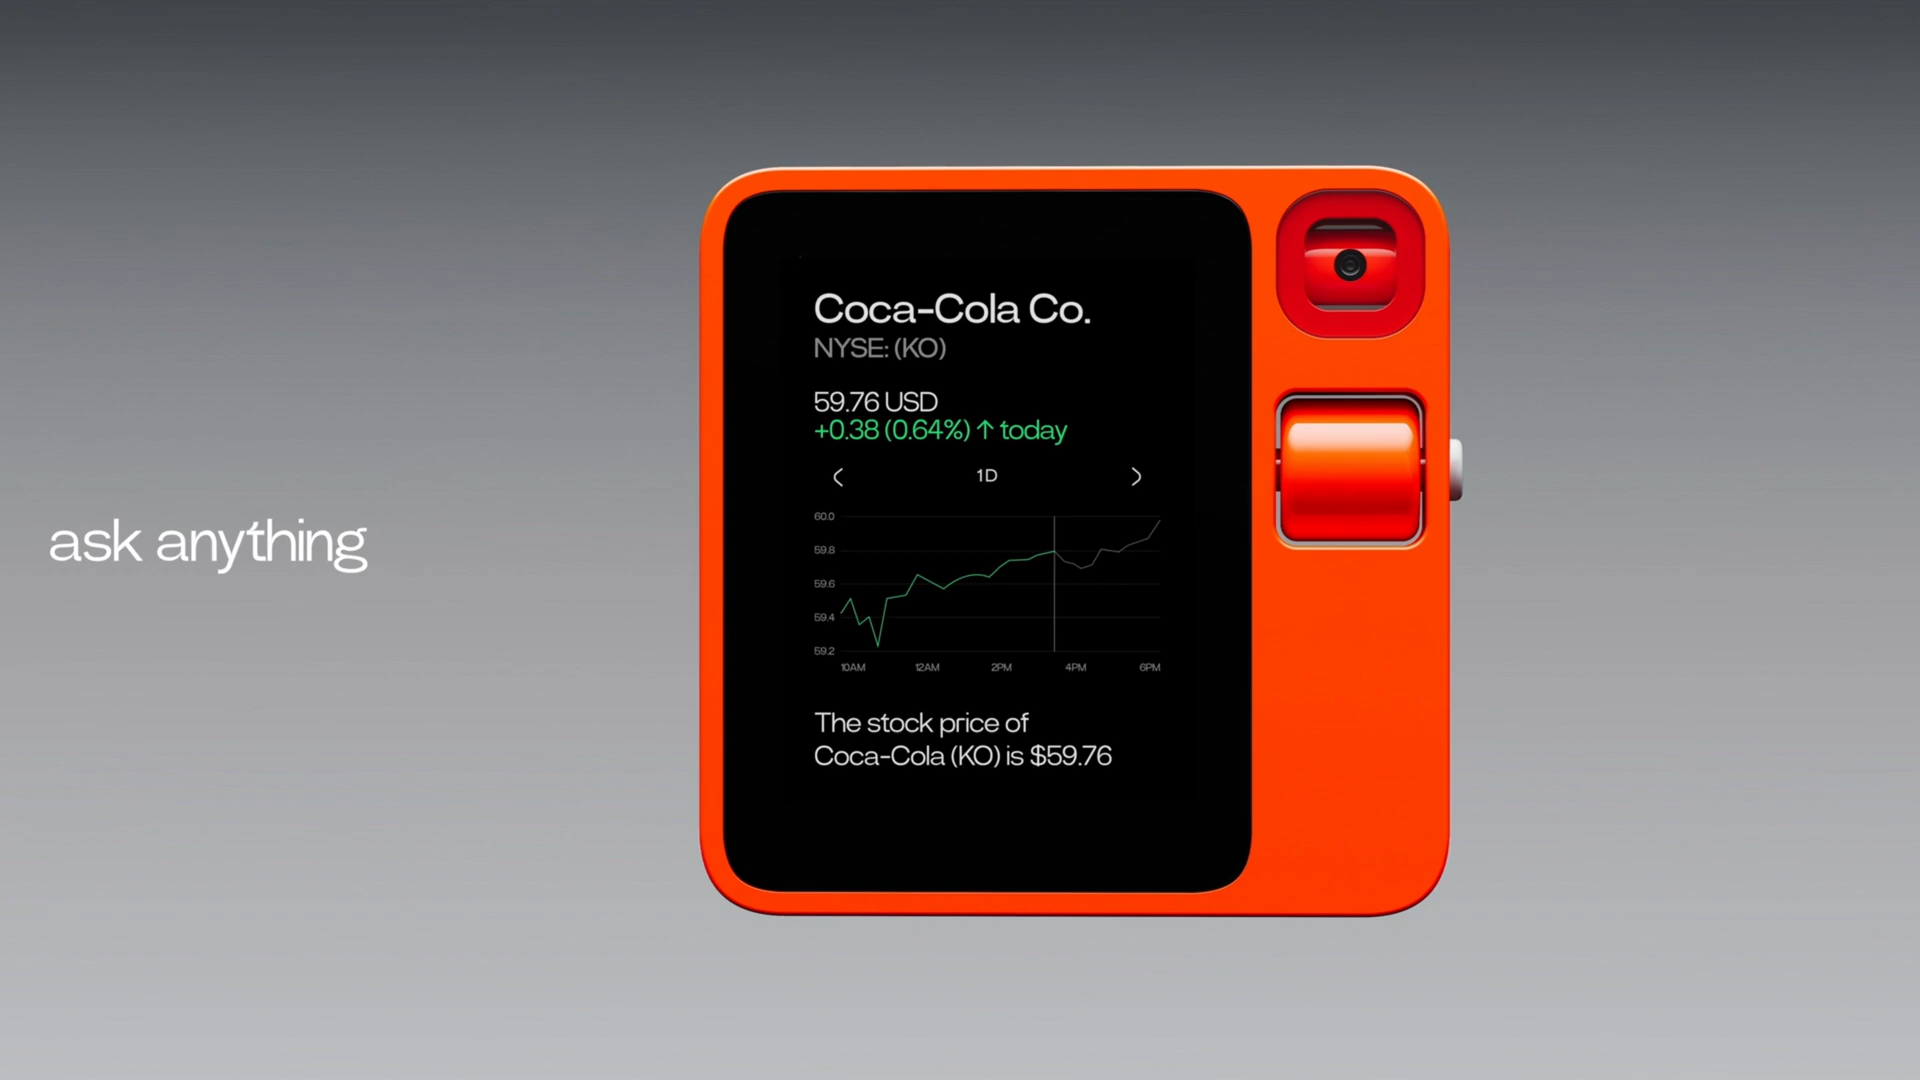 ask anything
Coca-Cola Co.
NYSE: (KO)
59.76 USD
+0.38 (0.64%) ↑ today
1D
60.0
59.8
59.6
59.4
59.2
10AM 12AM 2PM 4PM 6PM
The stock price of
Coca-Cola (KO) is $59.76